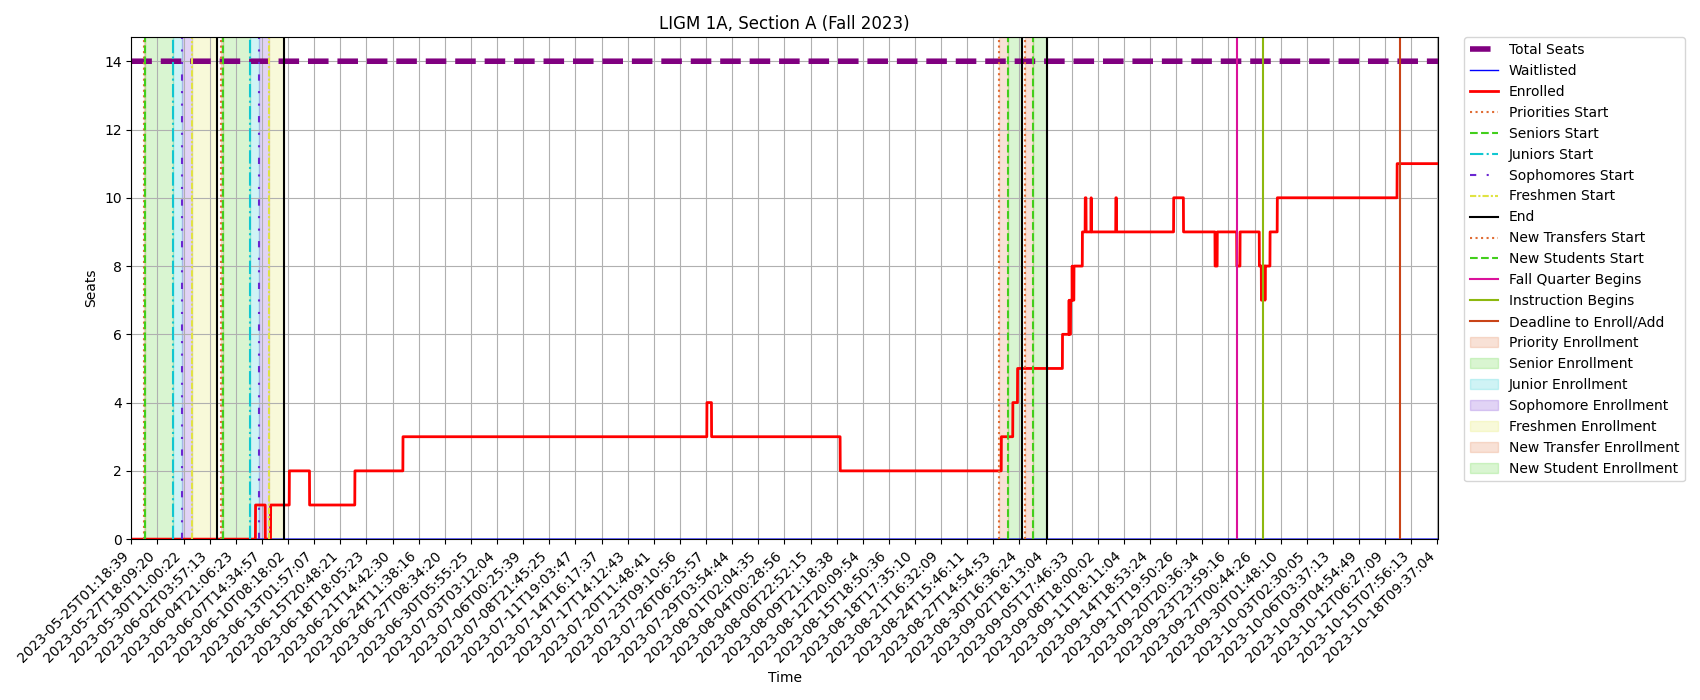 LIGM 1A, Section A (Fall 2023)
14
12
10
8
6
4
2
0
Seats
2023-05-25T01:18:39
2023-05-27T18:09:20
2023-05-30T11:00:22
2023-06-02T03:57:13
2023-06-04T21:06:23
2023-06-07T14:34:57
2023-06-10T08:18:02
2023-06-13T01:57:07
2023-06-15T20:48:21
2023-06-18T18:05:23
2023-06-21T14:42:30
2023-06-24T11:38:16
2023-06-27T08:34:20
2023-06-30T05:55:25
2023-07-03T03:12:04
2023-07-06T00:25:39
2023-07-08T21:45:25
2023-07-11T19:03:47
2023-07-14T16:17:37
2023-07-17T14:12:43
2023-07-20T11:48:41
2023-07-23T09:10:56
2023-07-26T06:25:57
2023-07-29T03:54:44
2023-08-01T02:04:35
2023-08-04T00:28:56
2023-08-06T22:52:15
2023-08-09T21:18:38
2023-08-12T20:09:54
2023-08-15T18:50:36
2023-08-18T17:35:10
2023-08-21T16:32:09
2023-08-24T15:46:11
2023-08-27T14:54:53
2023-08-30T16:36:24
2023-09-02T18:13:04
2023-09-05T17:46:33
2023-09-08T18:00:02
2023-09-11T18:11:04
2023-09-14T18:53:24
2023-09-17T19:50:26
2023-09-20T20:36:34
2023-09-23T23:59:16
2023-09-27T00:44:26
2023-09-30T01:48:10
2023-10-03T02:30:05
2023-10-06T03:37:13
2023-10-09T04:54:49
2023-10-12T06:27:09
2023-10-15T07:56:13
2023-10-18T09:37:04
Time
Total Seats
Waitlisted
Enrolled
Priorities Start
Seniors Start
Juniors Start
Sophomores Start
Freshmen Start
End
New Transfers Start
New Students Start
Fall Quarter Begins
Instruction Begins
Deadline to Enroll/Add
Priority Enrollment
Senior Enrollment
Junior Enrollment
Sophomore Enrollment
Freshmen Enrollment
New Transfer Enrollment
New Student Enrollment